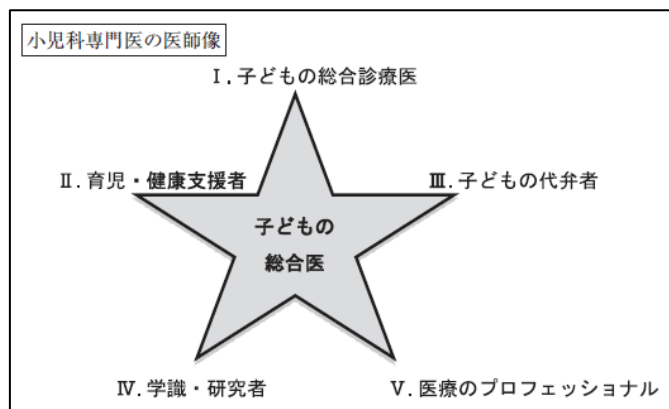 小児科専門医の医師像
Ⅰ.子どもの総合診療医
Ⅱ.育児・健康支援者
Ⅲ.子どもの代弁者
子どもの
総合医
Ⅳ.学識・研究者
Ⅴ.医療のプロフェッショナル